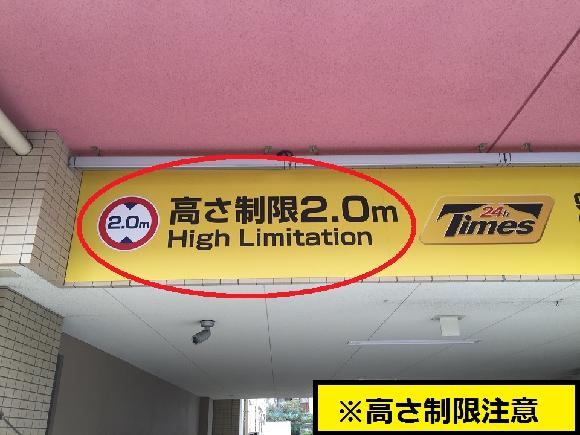 2.0m
高さ制限2.0m
High Limitation
24h
Times
※高さ制限注意